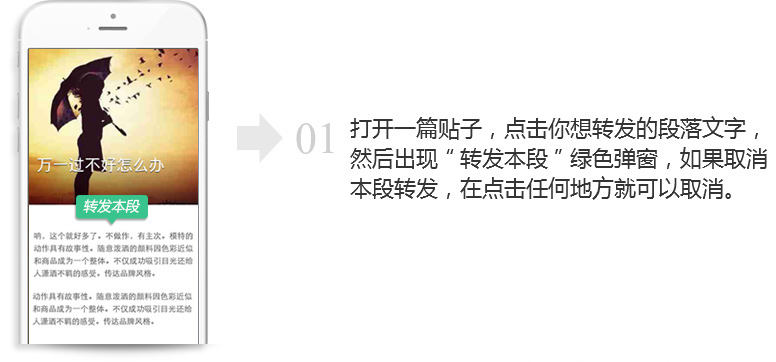 万一过不好怎么办
转发本段
呐，这个就好多了。不做作，有主次。模特的
动作具有故事性。随意泼洒的颜料因色彩近似
和商品成为一个整体。不仅成功吸引目光还给
人潇洒不羁的感受。传达品牌风格。
动作具有故事性。随意泼洒的颜料因色彩近似
和商品成为一个整体。不仅成功吸引目光还给
人潇洒不羁的感受。传达品牌风格。
01
打开一篇贴子，点击你想转发的段落文字，
然后出现“转发本段”绿色弹窗，如果取消
本段转发，在点击任何地方就可以取消。